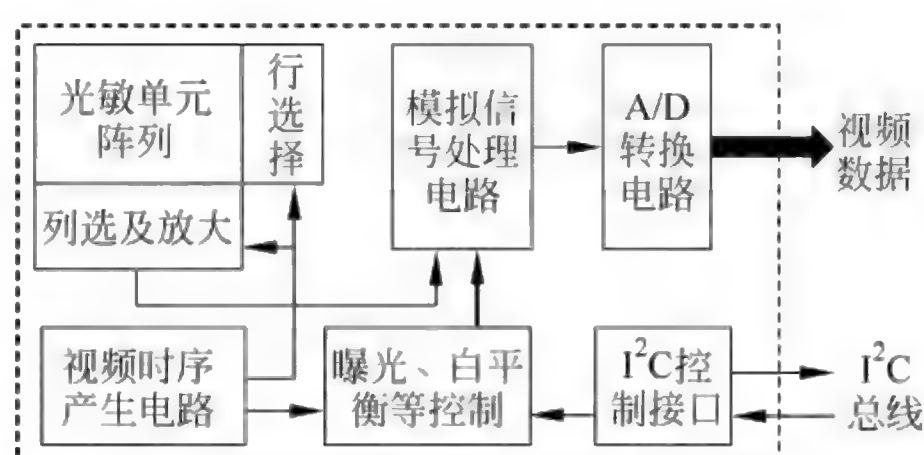 光敏单元
阵列
行
选
择
列选及放大
模拟信
号处理
电路
A/D
转换
电路
视频
数据
视频时序
产生电路
曝光、白平
衡等控制
I²C控
制接口
I²C
总线